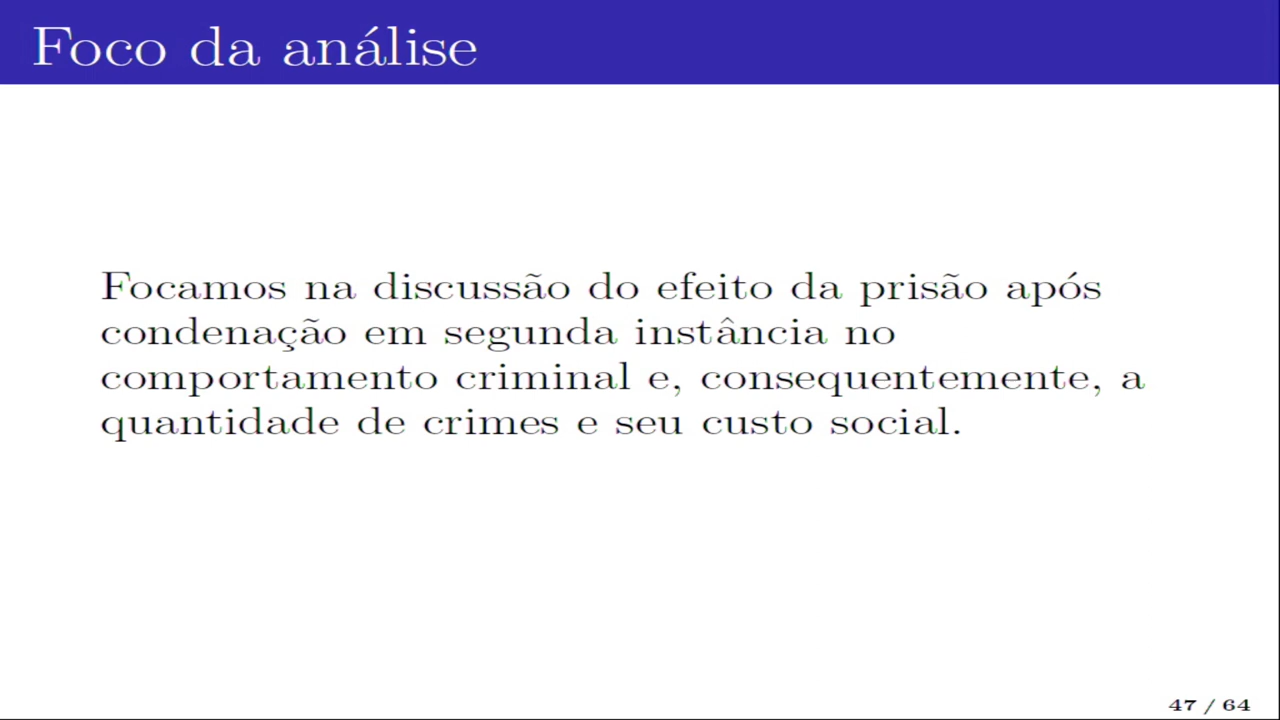 Foco da análise
Focamos na discussão do efeito da prisão após
condenação em segunda instância no
comportamento criminal e, consequentemente, a
quantidade de crimes e seu custo social.
47 / 64